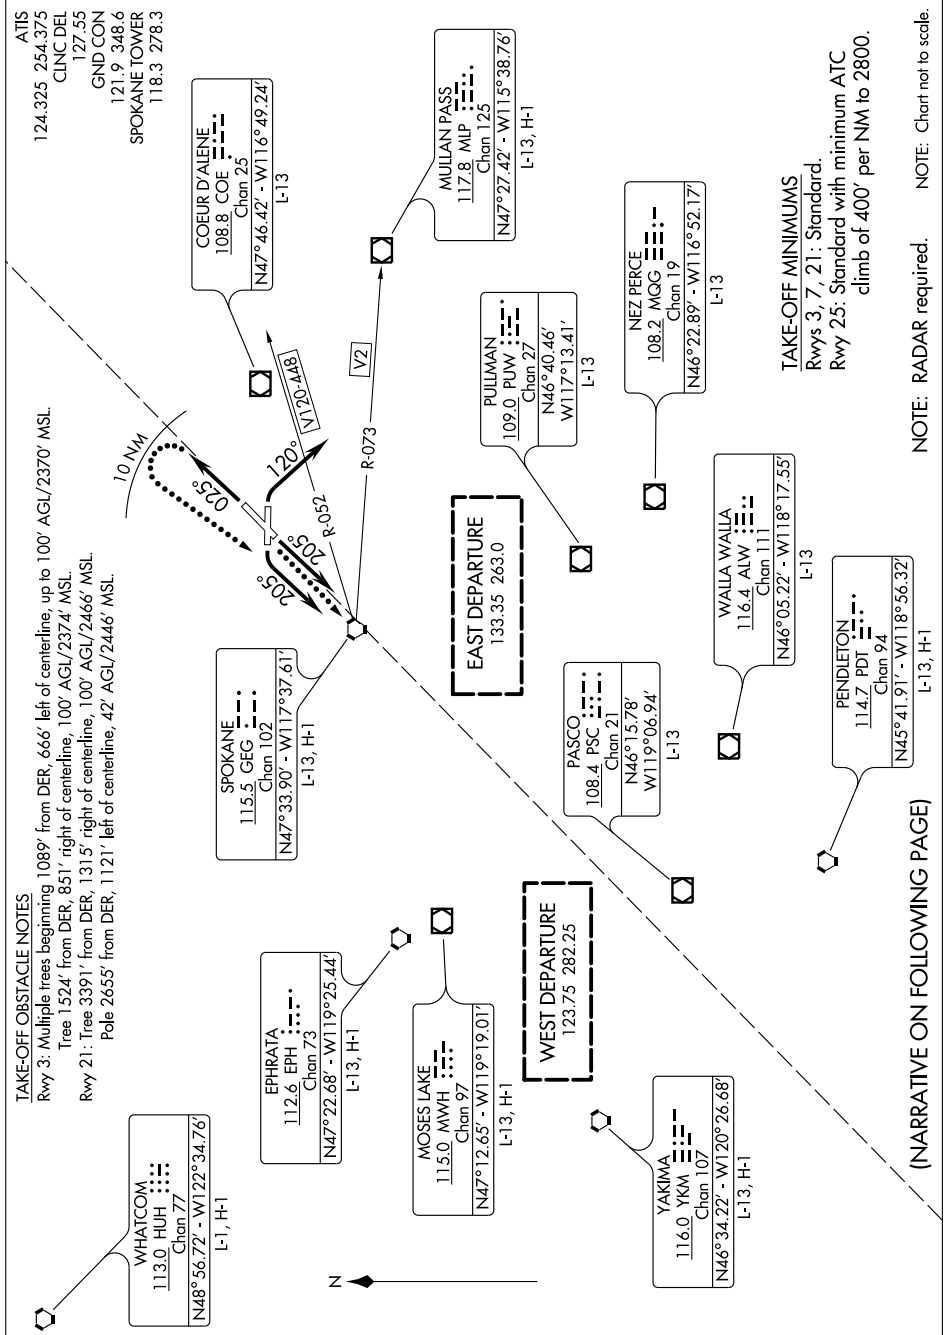 TAKE-OFF OBSTACLE NOTES
Rwy 3: Multiple trees beginning 1089' from DER, 666' left of centerline, up to 100' AGL/2370' MSL.
Tree 1524' from DER, 851' right of centerline, 100' AGL/2374' MSL.
Rwy 21: Tree 3391' from DER, 1315' right of centerline, 100' AGL/2466' MSL.
Pole 2655' from DER, 1121' left of centerline, 42' AGL/2446' MSL.
ATIS
124.325 254.375
CLNC DEL
127.55
GND CON
121.9 348.6
SPOKANE TOWER
118.3 278.3
WHATCOM
113.0 HUH
Chan 77
N48°56.72' - W122°34.76'
L-1, H-1
COEUR D'ALENE
108.8 COE
Chan 25
N47°46.42' - W116°49.24'
L-13
10 NM
025°
120°
205°
205°
V120-448
R-052
SPOKANE
115.5 GEG
Chan 102
N47°33.90' - W117°37.61'
L-13, H-1
V2
R-073
MULLAN PASS
117.8 MLP
Chan 125
N47°27.42' - W115°38.76'
L-13, H-1
EPHRATA
112.6 EPH
Chan 73
N47°22.68' - W119°25.44'
L-13, H-1
MOSES LAKE
115.0 MWH
Chan 97
N47°12.65' - W119°19.01'
L-13, H-1
N
EAST DEPARTURE
133.35 263.0
PULLMAN
109.0 PUW
Chan 27
N46°40.46'
W117°13.41'
L-13
WEST DEPARTURE
123.75 282.25
PASCO
108.4 PSC
Chan 21
N46°15.78'
W119°06.94'
L-13
NEZ PERCE
108.2 MQG
Chan 19
N46°22.89' - W116°52.17'
L-13
YAKIMA
116.0 YKM
Chan 107
N46°34.22' - W120°26.68'
L-13, H-1
WALLA WALLA
116.4 ALW
Chan 111
N46°05.22' - W118°17.55'
L-13
PENDLETON
114.7 PDT
Chan 94
N45°41.91' - W118°56.32'
L-13, H-1
TAKE-OFF MINIMUMS
Rwys 3, 7, 21: Standard.
Rwy 25: Standard with minimum ATC
climb of 400' per NM to 2800.
(NARRATIVE ON FOLLOWING PAGE)
NOTE: RADAR required.
NOTE: Chart not to scale.